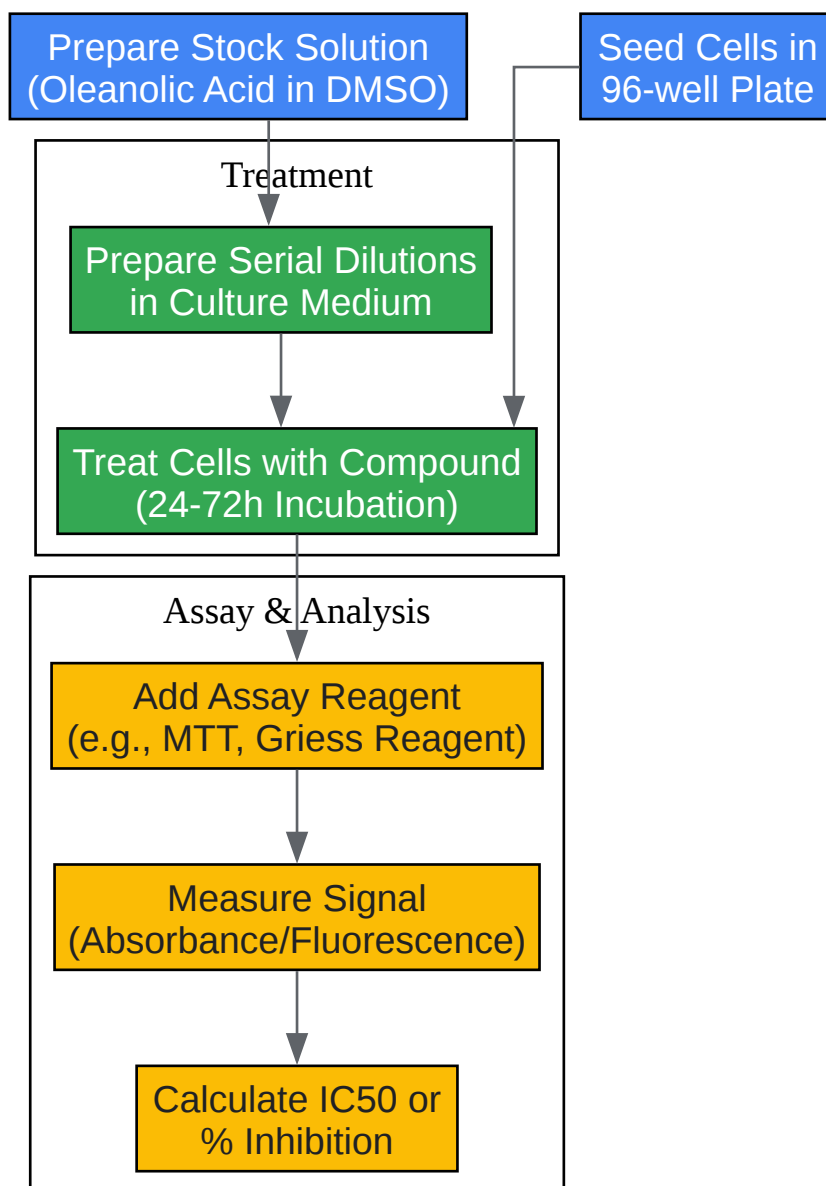 Prepare Stock Solution
(Oleanolic Acid in DMSO)
Seed Cells in
96-well Plate
Treatment
Prepare Serial Dilutions
in Culture Medium
Treat Cells with Compound
(24-72h Incubation)
Assay & Analysis
Add Assay Reagent
(e.g., MTT, Griess Reagent)
Measure Signal
(Absorbance/Fluorescence)
Calculate IC50 or
% Inhibition